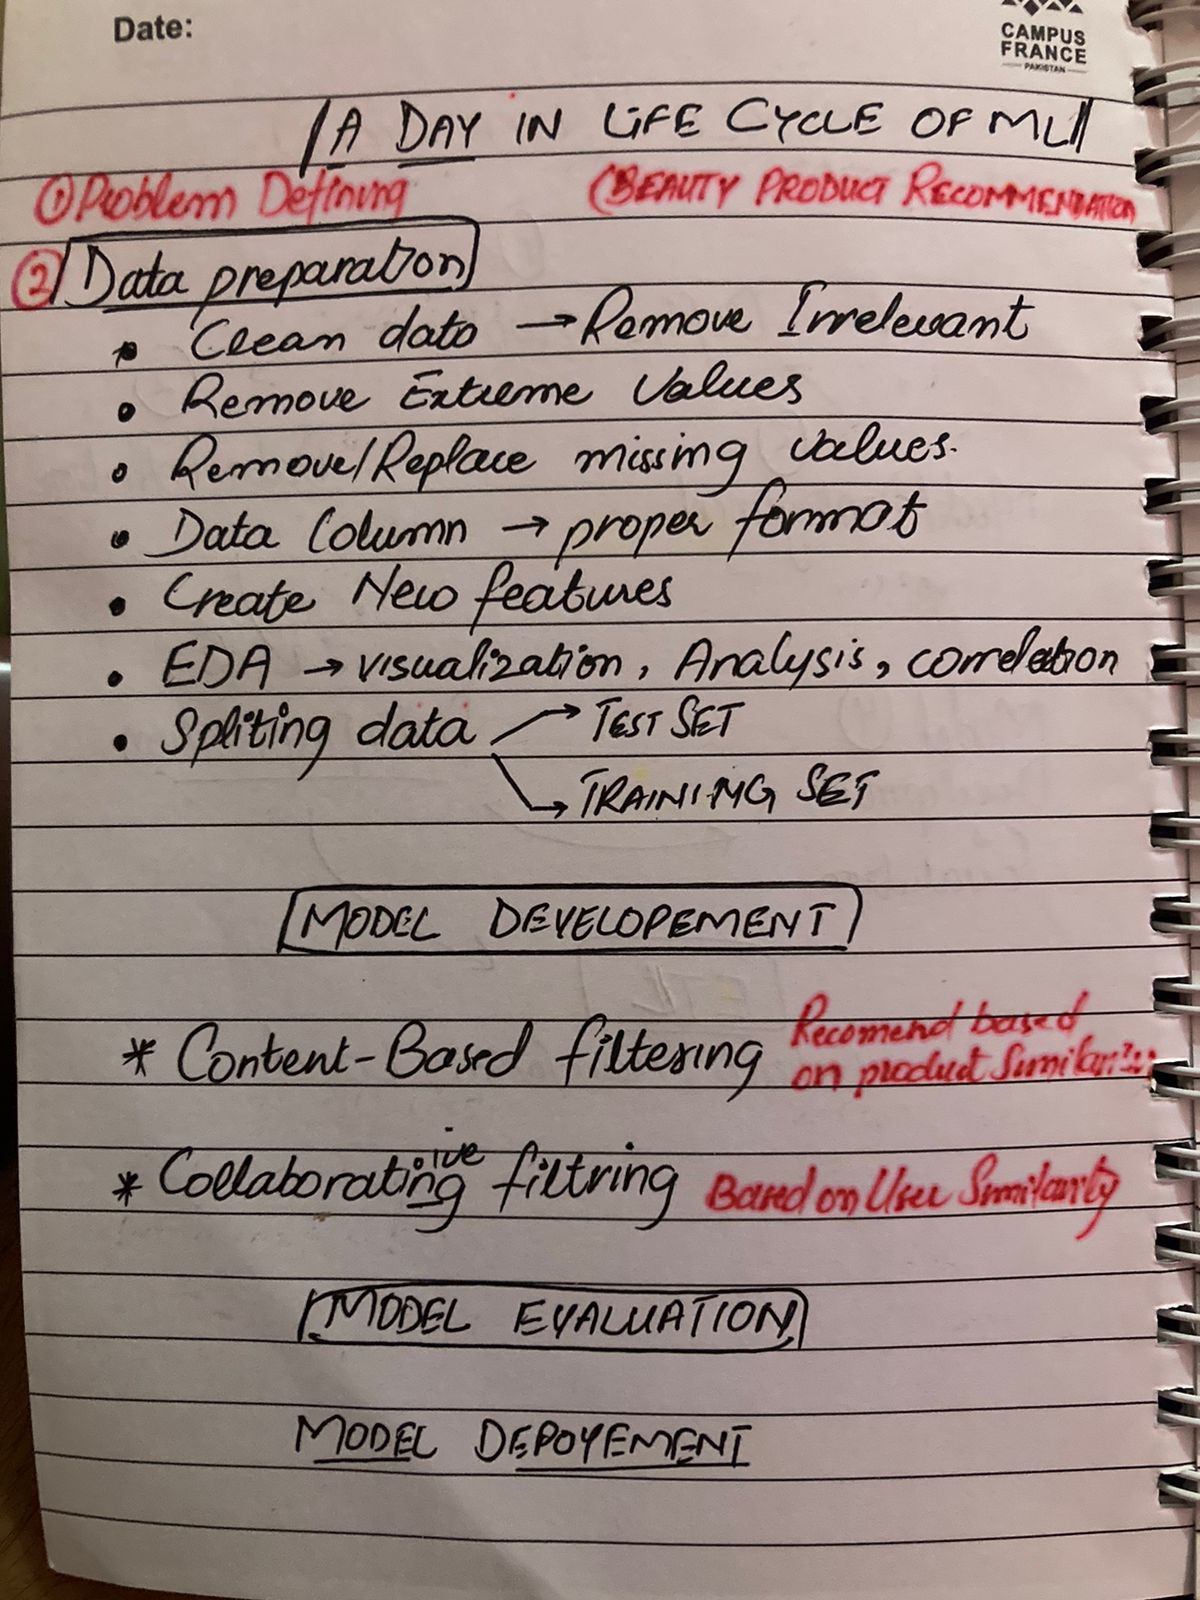 Date:
CAMPUS
FRANCE
PAKISTAN
A DAY IN LIFE CYCLE OF ML
① Problem Defining (BEAUTY PRODUCT RECOMMENDATION
② Data preparation
• Clean data → Remove Irrelevant
• Remove Extreme Values
• Remove/Replace missing values.
• Data Column → proper format
• Create New features
• EDA → visualization, Analysis, correlation
• Spliting data → TEST SET
→ TRAINING SET
MODEL DEVELOPEMENT
* Content-Based filtering Recomend based
on product Similarity
* Collaborating ive filtring Based on User Similarity
MODEL EVALUATION
MODEL DEPOYEMENT